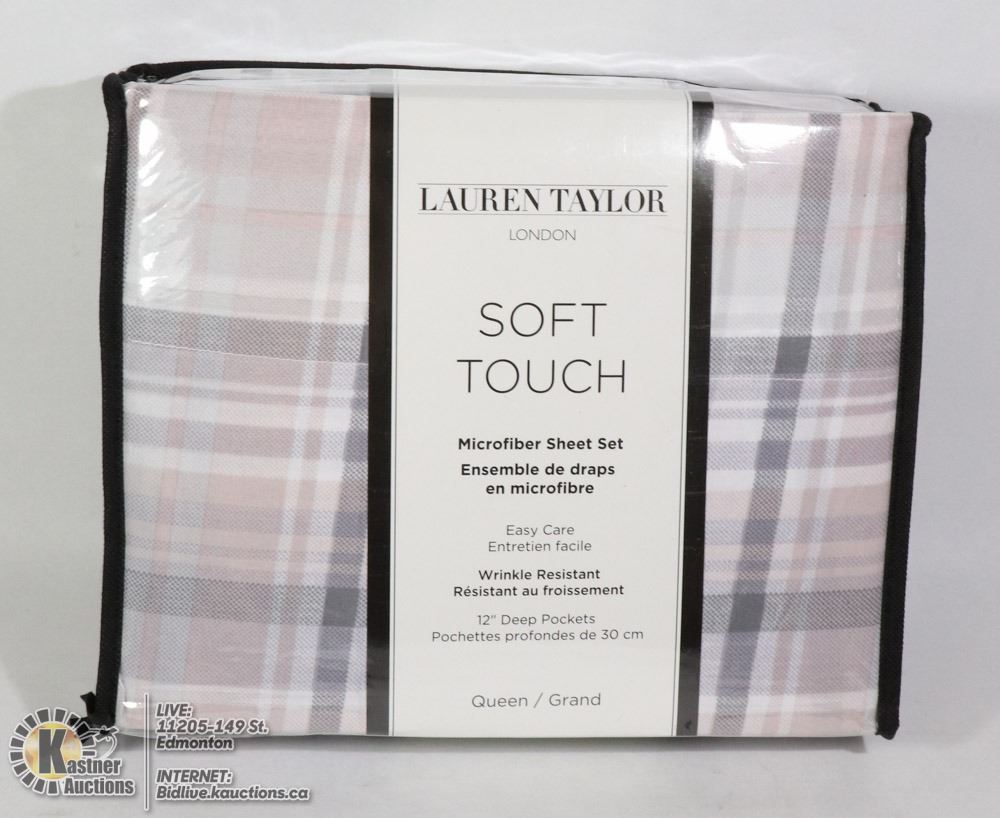 LAUREN TAYLOR
LONDON
SOFT
TOUCH
Microfiber Sheet Set
Ensemble de draps
en microfibre
Easy Care
Entretien facile
Wrinkle Resistant
Résistant au froissement
12" Deep Pockets
Pochettes profondes de 30 cm
Queen / Grand
Kastner
Auctions
LIVE:
11205-149 St.
Edmonton
INTERNET:
Bidlive.kauctions.ca